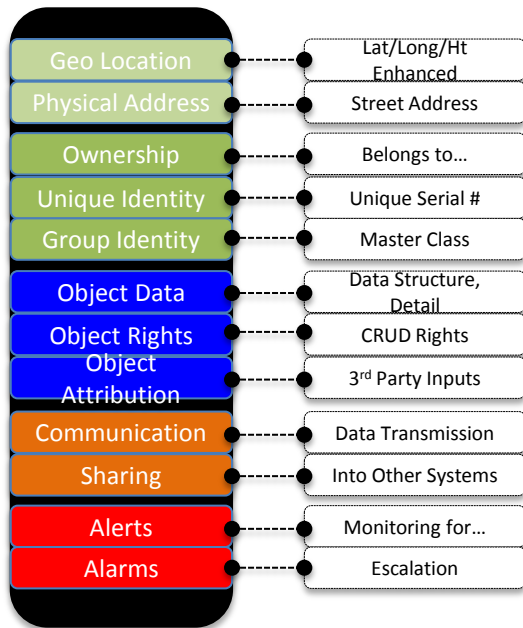 Geo Location
Lat/Long/Ht
Enhanced
Physical Address
Street Address
Ownership
Belongs to…
Unique Identity
Unique Serial #
Group Identity
Master Class
Object Data
Data Structure,
Detail
Object Rights
CRUD Rights
Object
Attribution
3rd Party Inputs
Communication
Data Transmission
Sharing
Into Other Systems
Alerts
Monitoring for…
Alarms
Escalation